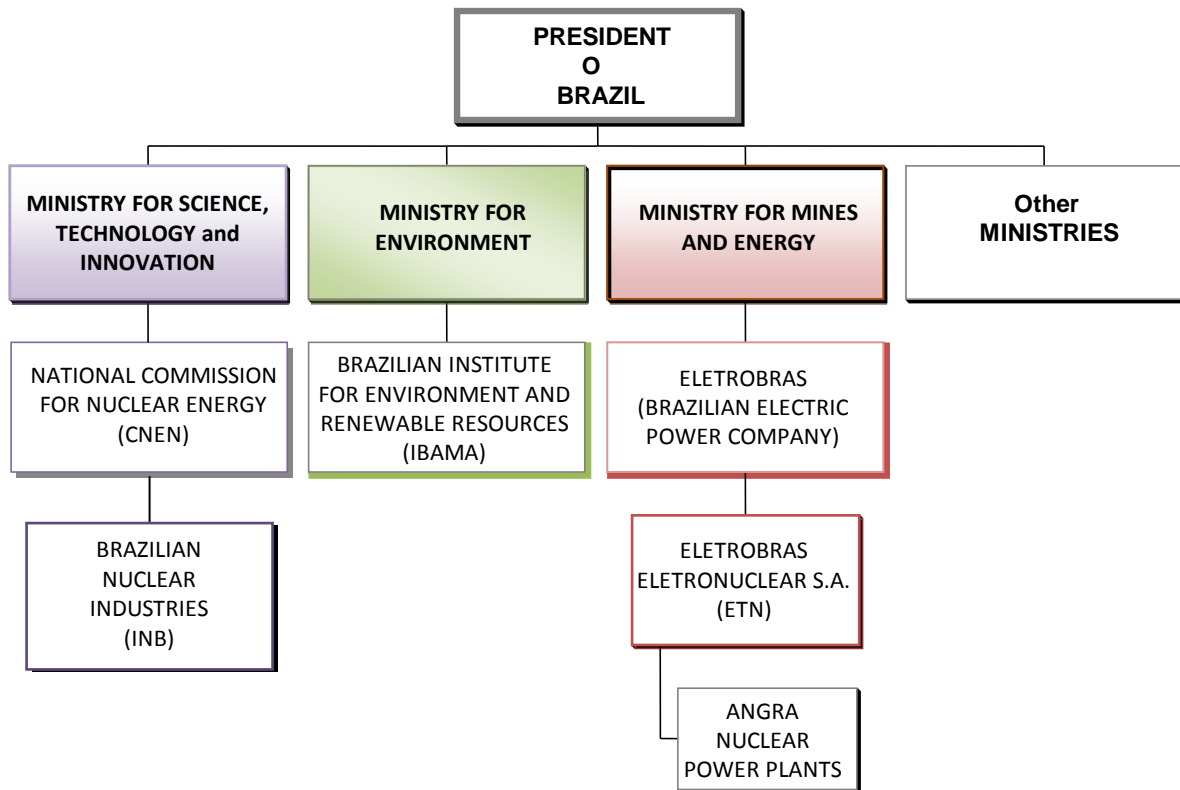 PRESIDENT
O
BRAZIL
MINISTRY FOR SCIENCE,
TECHNOLOGY and
INNOVATION
MINISTRY FOR
ENVIRONMENT
MINISTRY FOR MINES
AND ENERGY
Other
MINISTRIES
NATIONAL COMMISSION
FOR NUCLEAR ENERGY
(CNEN)
BRAZILIAN INSTITUTE
FOR ENVIRONMENT AND
RENEWABLE RESOURCES
(IBAMA)
ELETROBRAS
(BRAZILIAN ELECTRIC
POWER COMPANY)
BRAZILIAN
NUCLEAR
INDUSTRIES
(INB)
ELETROBRAS
ELETRONUCLEAR S.A.
(ETN)
ANGRA
NUCLEAR
POWER PLANTS